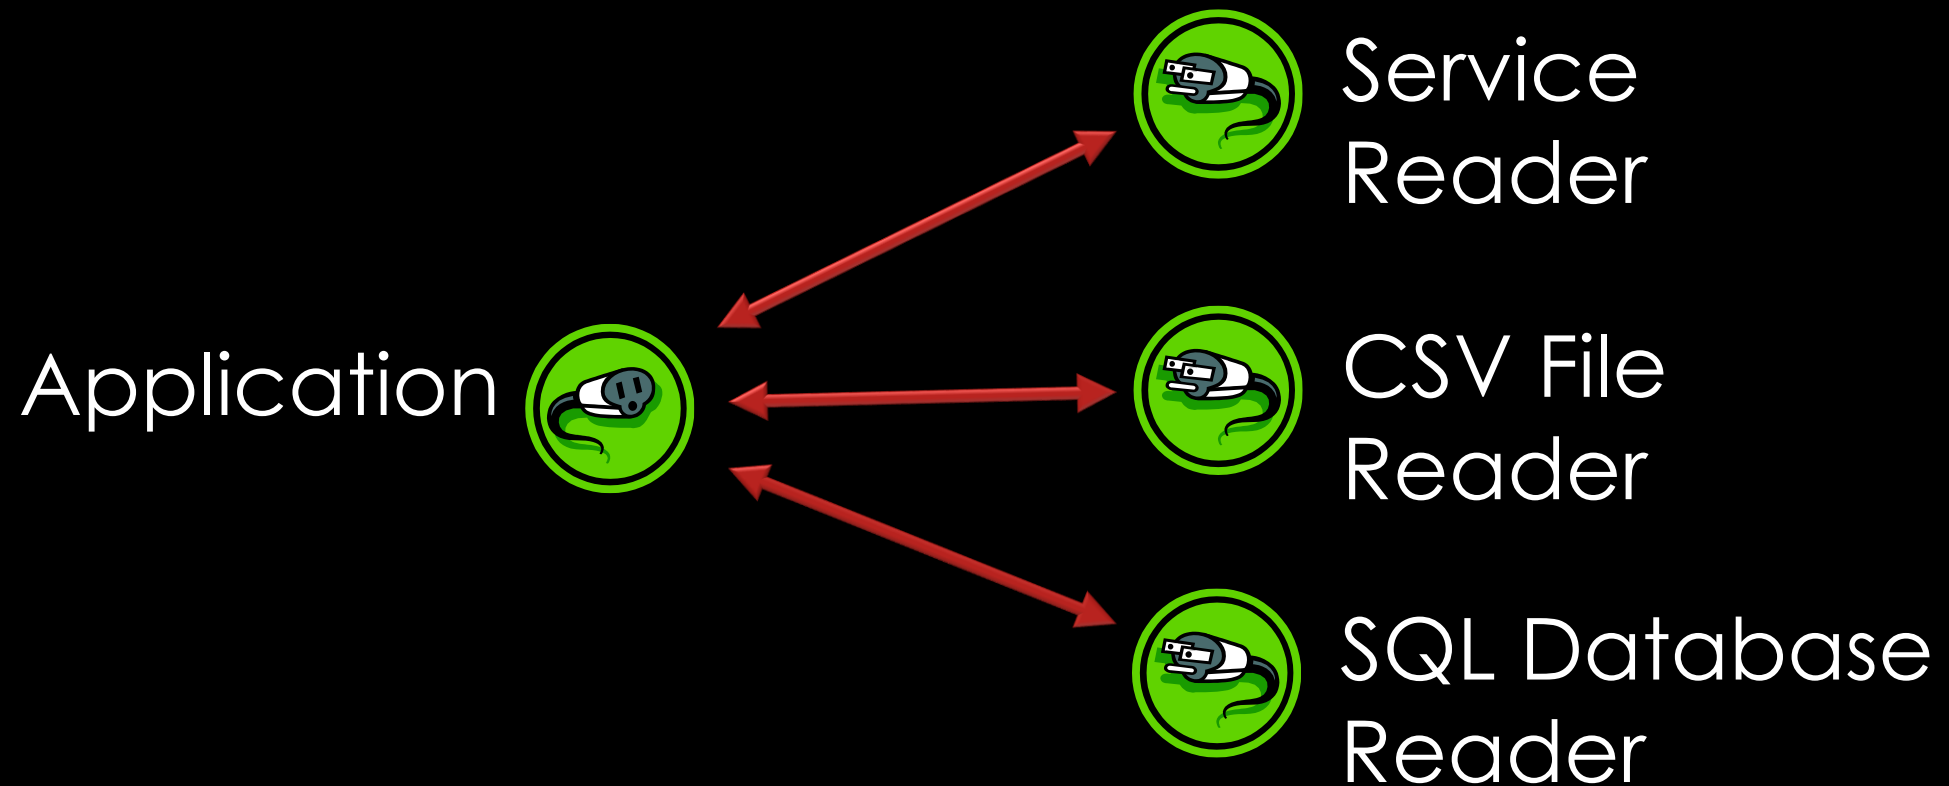 Application
Service
Reader
CSV File
Reader
SQL Database
Reader